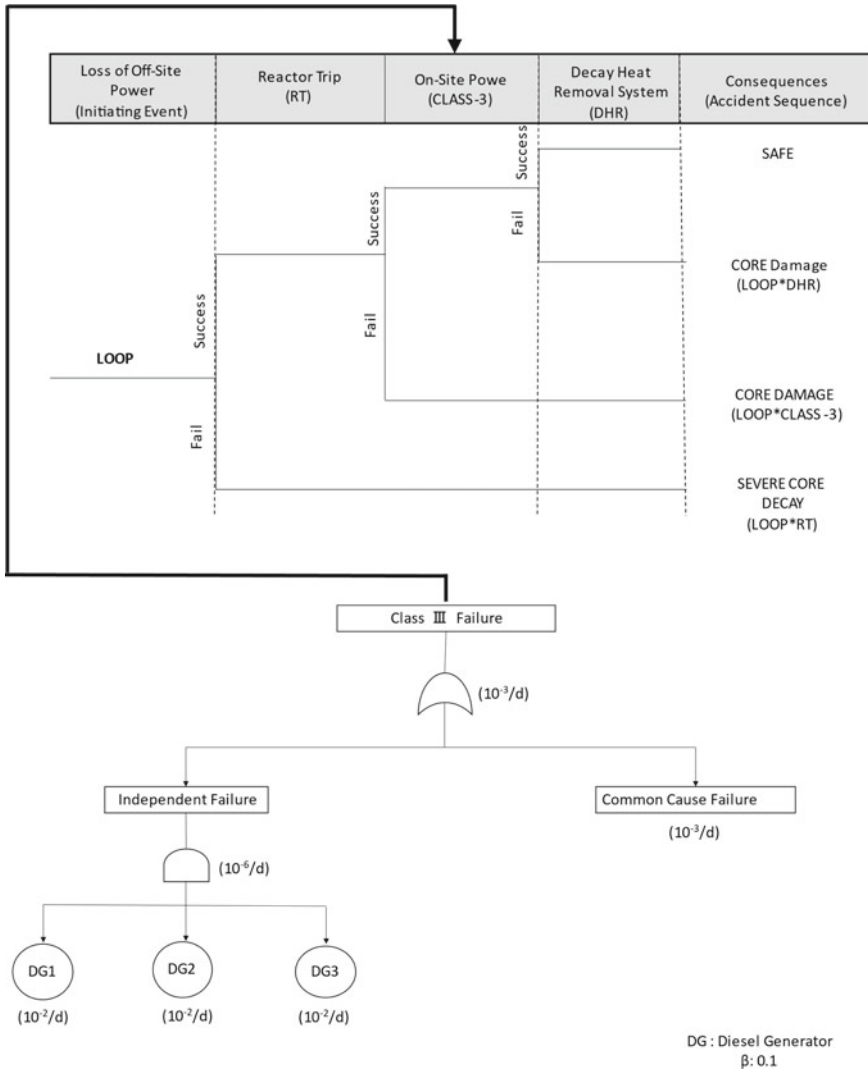 Loss of Off-Site
Power
(Initiating Event)
Reactor Trip
(RT)
On-Site Powe
(CLASS-3)
Decay Heat
Removal System
(DHR)
Consequences
(Accident Sequence)
Success
SAFE
Success
Fail
CORE Damage
(LOOP*DHR)
Success
Fail
LOOP
CORE DAMAGE
(LOOP*CLASS-3)
Fail
SEVERE CORE
DECAY
(LOOP*RT)
Class Ⅲ Failure
(10⁻³/d)
Independent Failure
Common Cause Failure
(10⁻³/d)
(10⁻⁶/d)
DG1
DG2
DG3
(10⁻²/d)
(10⁻²/d)
(10⁻²/d)
DG : Diesel Generator
β: 0.1